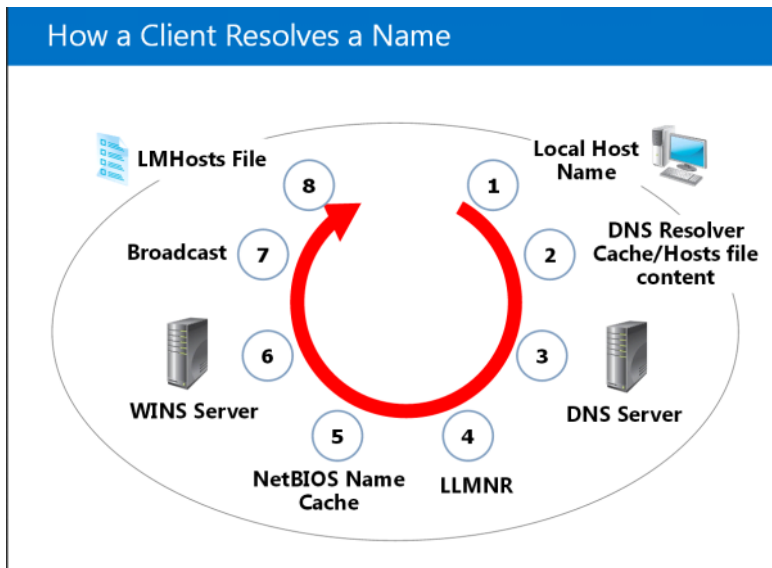 How a Client Resolves a Name
LMHosts File
8
1
Local Host
Name
Broadcast
7
2
DNS Resolver
Cache/Hosts file
content
6
3
WINS Server
DNS Server
5
4
NetBIOS Name
Cache
LLMNR